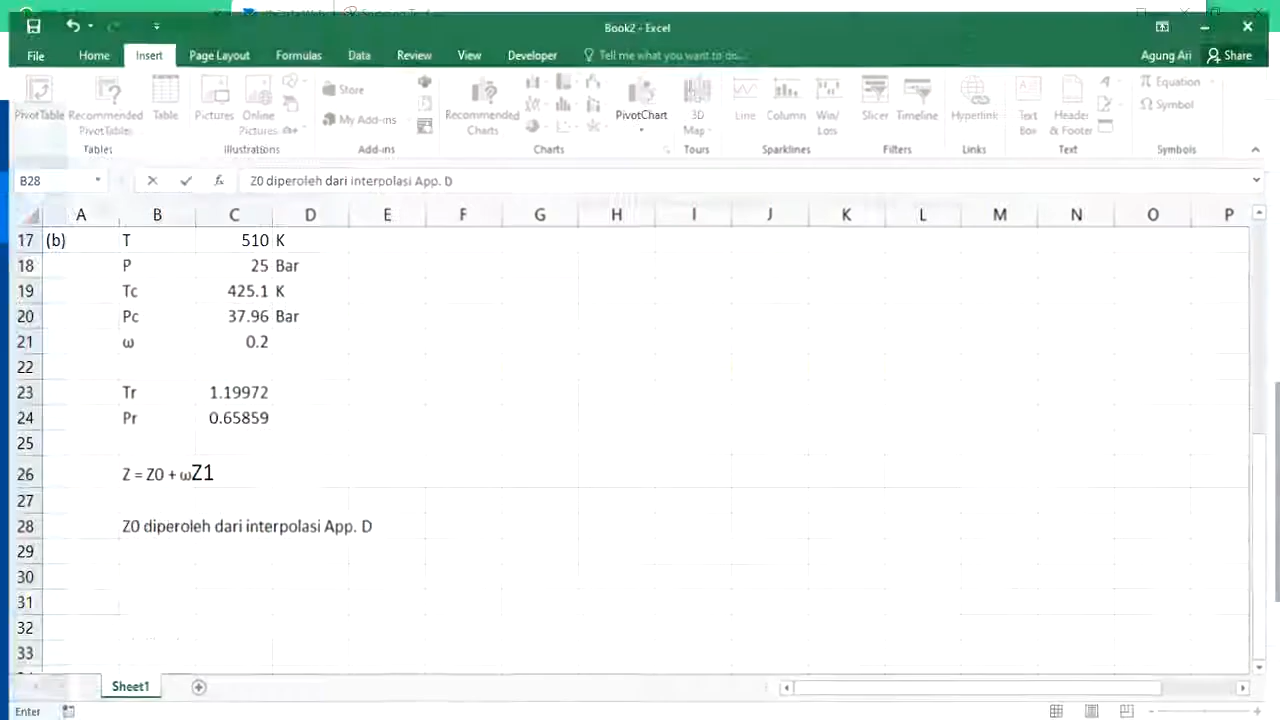 Book2 - Excel
File Home Insert Page Layout Formulas Data Review View Developer Tell me what you want to do... Agung Ari Share
PivotTable Recommended PivotTables Table Pictures Online Pictures Store My Add-ins Recommended Charts PivotChart 3D Map Line Column Win/Loss Slicer Timeline Hyperlink Text Box Header & Footer Equation Symbol
Tables Illustrations Add-ins Charts Tours Sparklines Filters Links Text Symbols
B28 fx Z0 diperoleh dari interpolasi App. D
A B C D E F G H I J K L M N O P
17 (b) T 510 K
18 P 25 Bar
19 Tc 425.1 K
20 Pc 37.96 Bar
21 ω 0.2
22
23 Tr 1.19972
24 Pr 0.65859
25
26 Z = Z0 + ωZ1
27
28 Z0 diperoleh dari interpolasi App. D
29
30
31
32
33
Sheet1
Enter